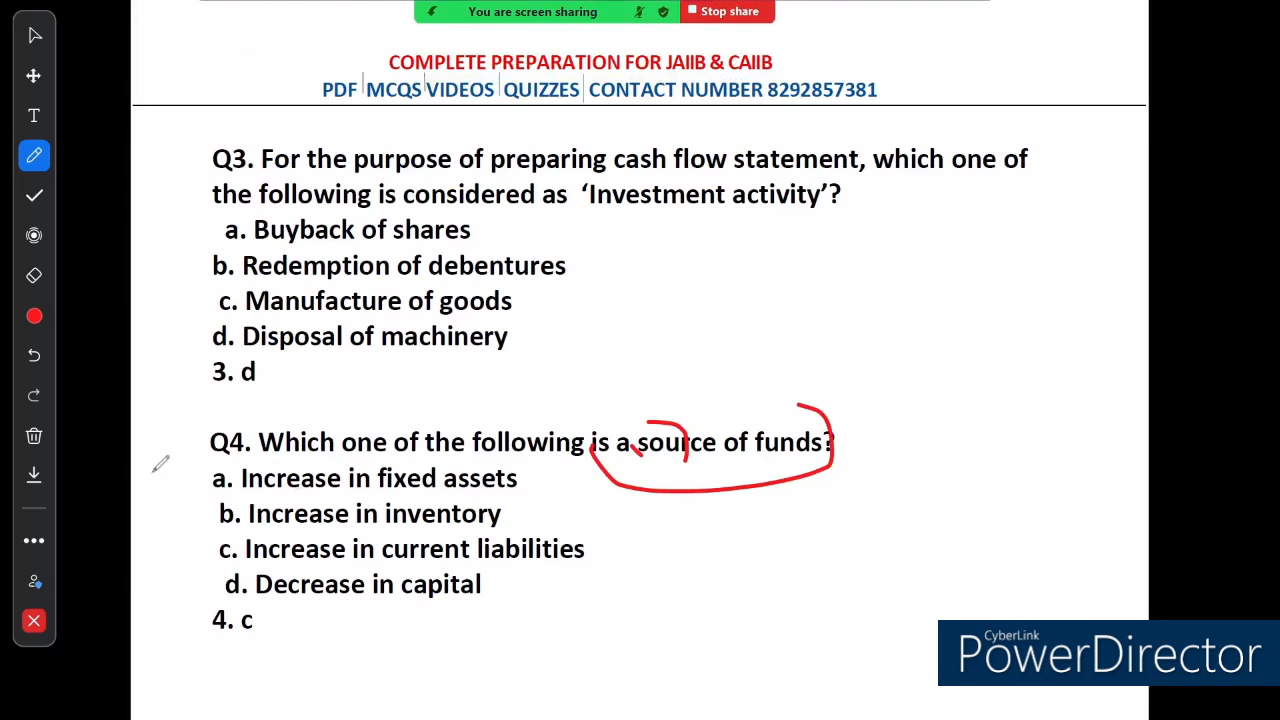 You are screen sharing
Stop share
COMPLETE PREPARATION FOR JAIIB & CAIIB
PDF MCQS VIDEOS QUIZZES CONTACT NUMBER 8292857381
Q3. For the purpose of preparing cash flow statement, which one of
the following is considered as ‘Investment activity’?
a. Buyback of shares
b. Redemption of debentures
c. Manufacture of goods
d. Disposal of machinery
3. d
Q4. Which one of the following is a source of funds?
a. Increase in fixed assets
b. Increase in inventory
c. Increase in current liabilities
d. Decrease in capital
4. c
CyberLink
PowerDirector